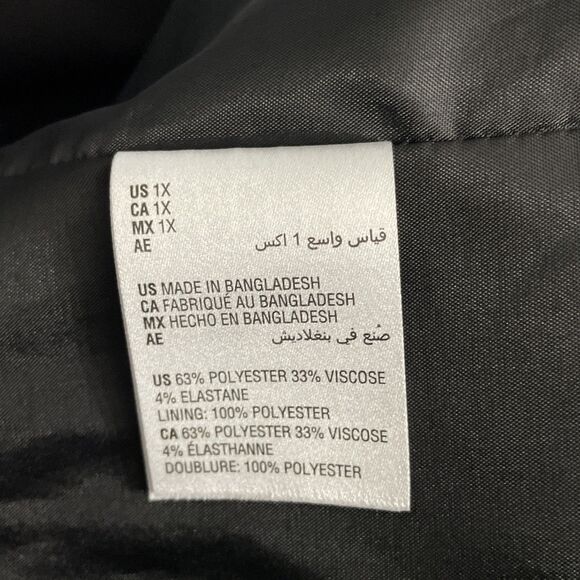 US 1X
CA 1X
MX 1X
AE قياس واسع 1 اكس
US MADE IN BANGLADESH
CA FABRIQUÉ AU BANGLADESH
MX HECHO EN BANGLADESH
AE صُنع في بنغلاديش
US 63% POLYESTER 33% VISCOSE
4% ELASTANE
LINING: 100% POLYESTER
CA 63% POLYESTER 33% VISCOSE
4% ÉLASTHANNE
DOUBLURE: 100% POLYESTER